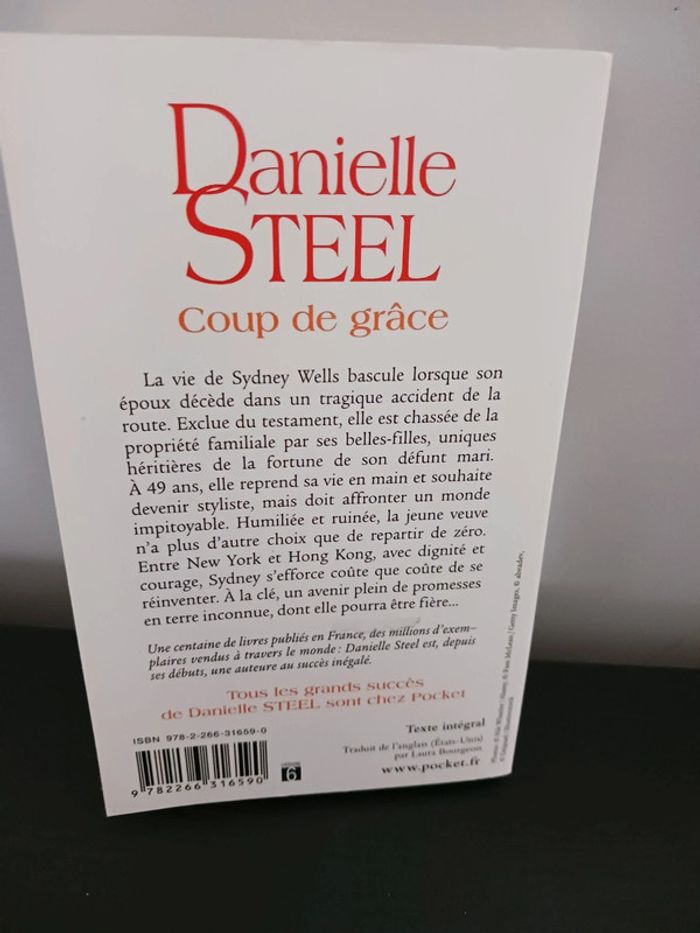 Danielle
STEEL
Coup de grâce
La vie de Sydney Wells bascule lorsque son
époux décède dans un tragique accident de la
route. Exclue du testament, elle est chassée de la
propriété familiale par ses belles-filles, uniques
héritières de la fortune de son défunt mari.
À 49 ans, elle reprend sa vie en main et souhaite
devenir styliste, mais doit affronter un monde
impitoyable. Humiliée et ruinée, la jeune veuve
n'a plus d'autre choix que de repartir de zéro.
Entre New York et Hong Kong, avec dignité et
courage, Sydney s'efforce coûte que coûte de se
réinventer. À la clé, un avenir plein de promesses
en terre inconnue, dont elle pourra être fière...
Une centaine de livres publiés en France, des millions d'exem-
plaires vendus à travers le monde : Danielle Steel est, depuis
ses débuts, une auteure au succès inégalé.
Tous les grands succès
de Danielle STEEL sont chez Pocket
ISBN 978-2-266-31659-0
9 782266 316590
6
Texte intégral
Traduit de l'anglais (États-Unis)
par Laura Bourgeon
www.pocket.fr
/ Getty Images, ©